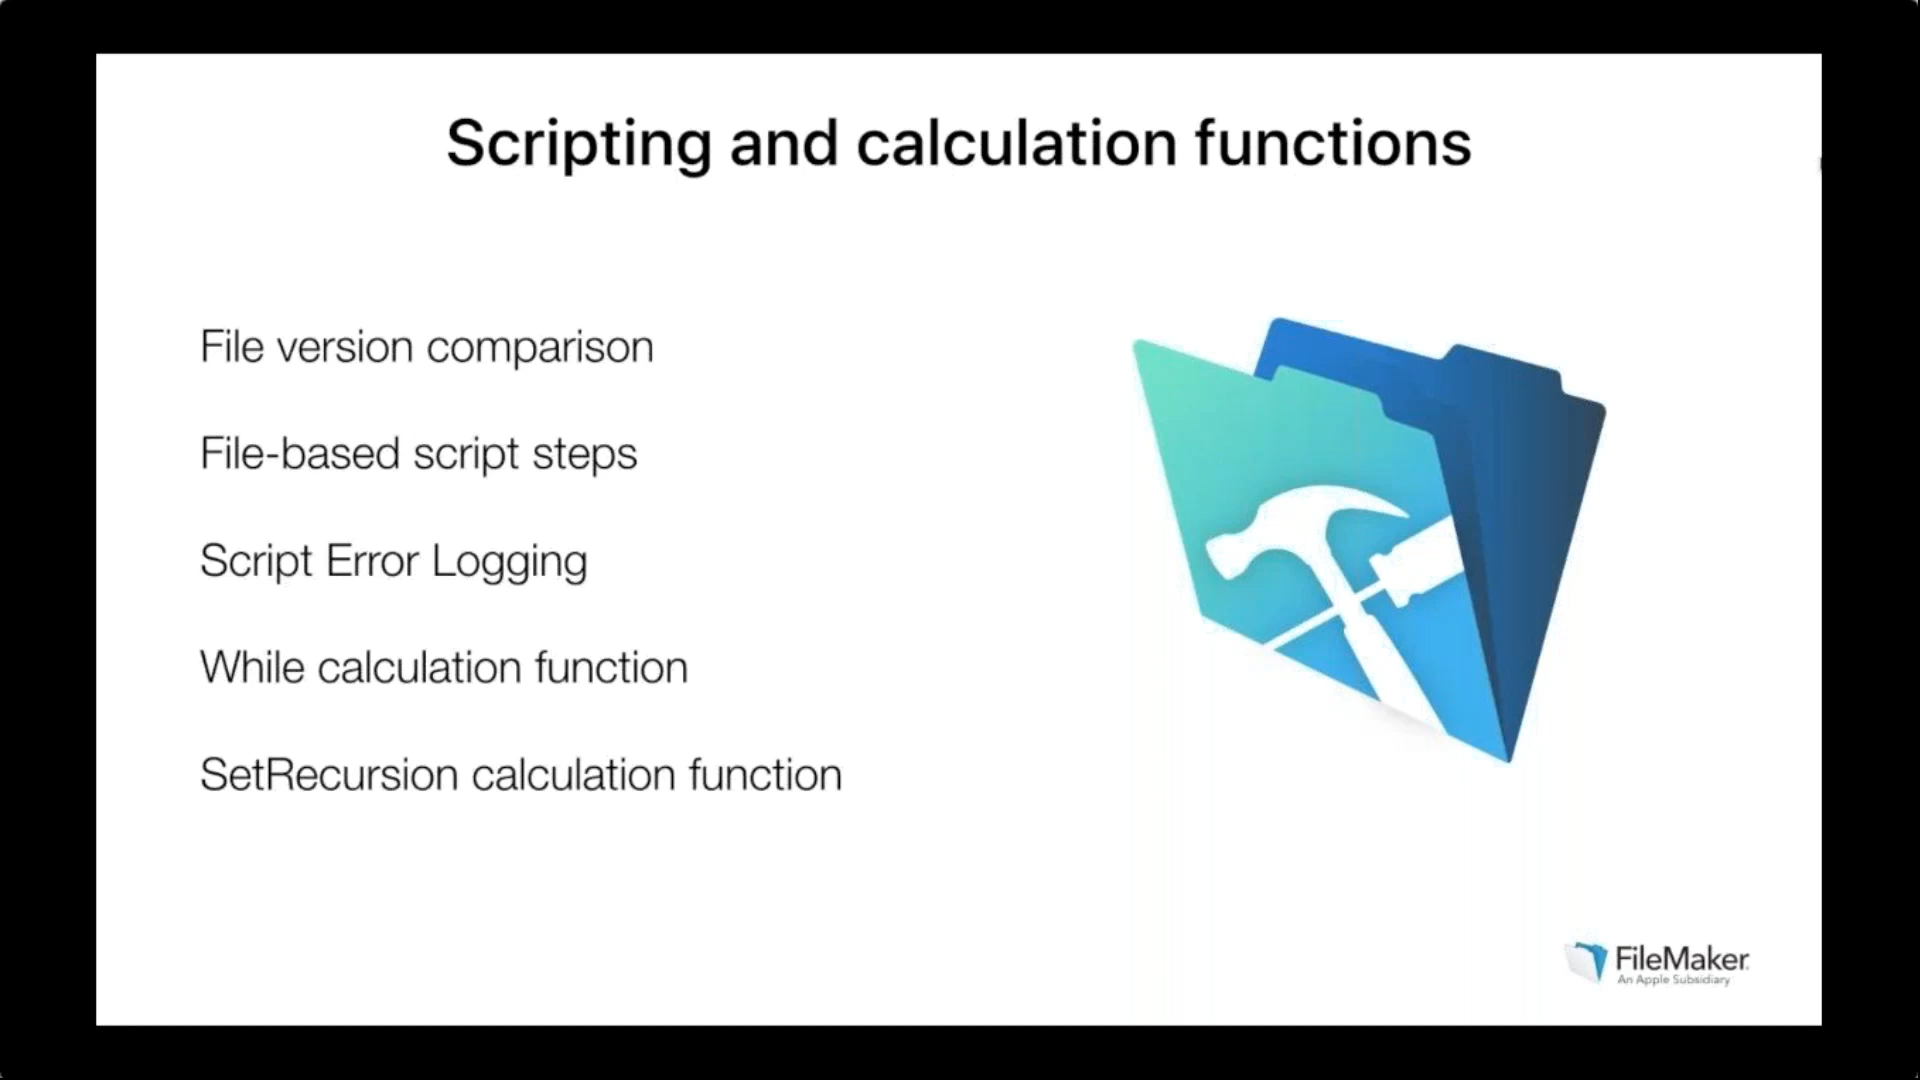 Scripting and calculation functions
File version comparison
File-based script steps
Script Error Logging
While calculation function
SetRecursion calculation function
FileMaker.
An Apple Subsidiary